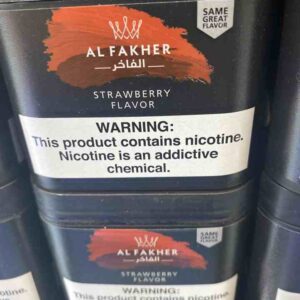 SAME
GREAT
FLAVOR
AL FAKHER
الفاخر
STRAWBERRY
FLAVOR
WARNING:
This product contains nicotine.
Nicotine is an addictive
chemical.
SAME
GREAT
FLAVOR
AL FAKHER
الفاخر
STRAWBERRY
FLAVOR
WARNING:
This product contains nicotine.
otine.